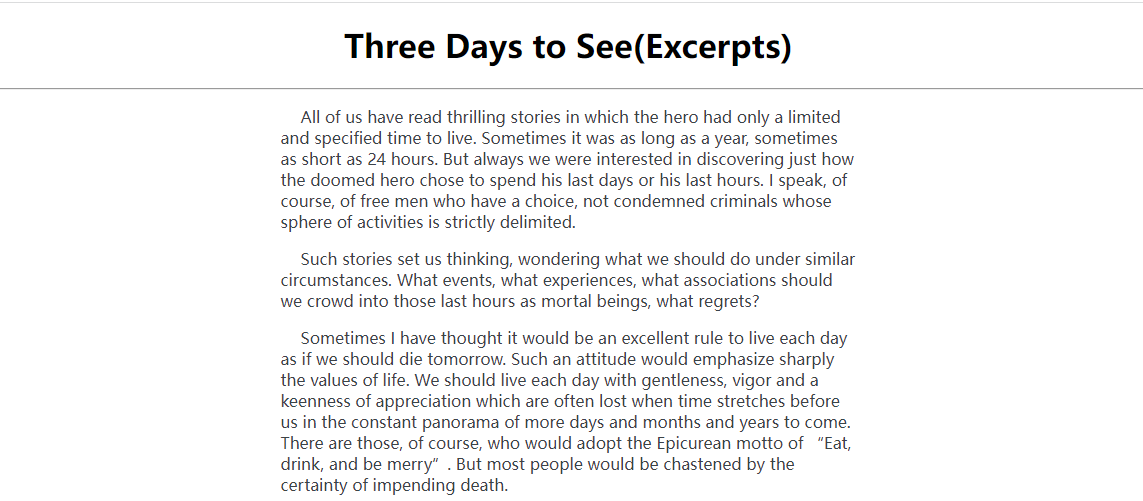 Three Days to See(Excerpts)
All of us have read thrilling stories in which the hero had only a limited
and specified time to live. Sometimes it was as long as a year, sometimes
as short as 24 hours. But always we were interested in discovering just how
the doomed hero chose to spend his last days or his last hours. I speak, of
course, of free men who have a choice, not condemned criminals whose
sphere of activities is strictly delimited.
Such stories set us thinking, wondering what we should do under similar
circumstances. What events, what experiences, what associations should
we crowd into those last hours as mortal beings, what regrets?
Sometimes I have thought it would be an excellent rule to live each day
as if we should die tomorrow. Such an attitude would emphasize sharply
the values of life. We should live each day with gentleness, vigor and a
keenness of appreciation which are often lost when time stretches before
us in the constant panorama of more days and months and years to come.
There are those, of course, who would adopt the Epicurean motto of “Eat,
drink, and be merry”. But most people would be chastened by the
certainty of impending death.